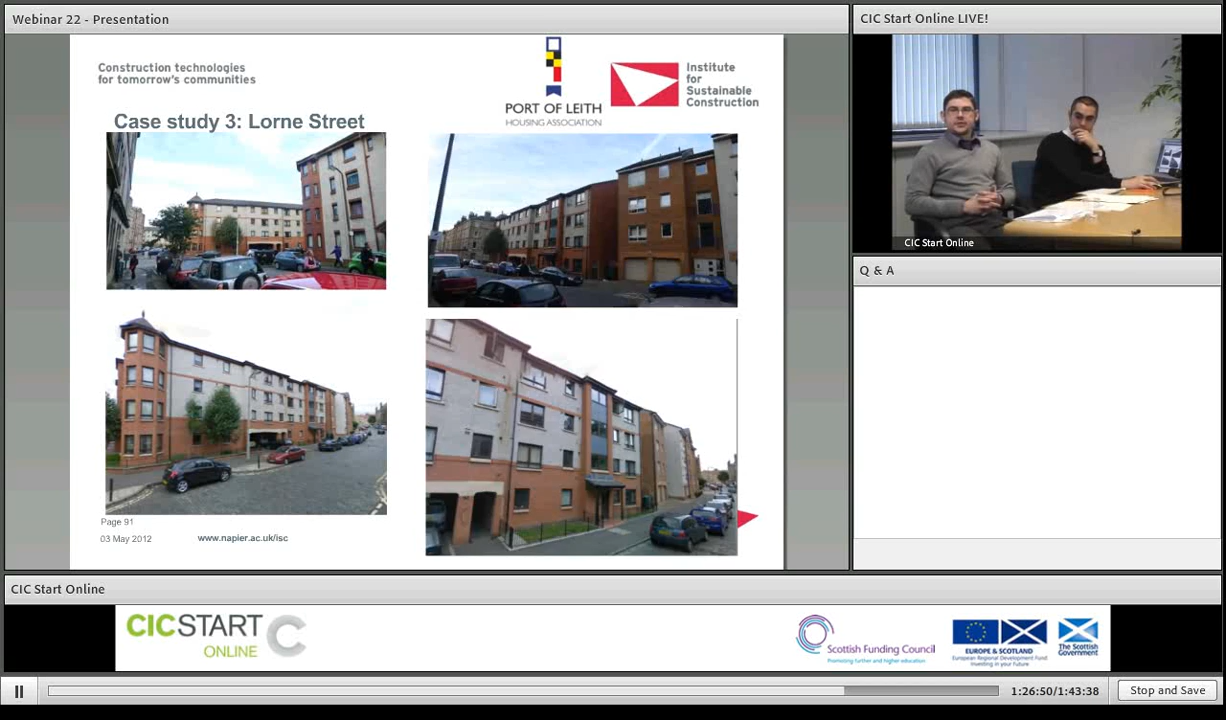 Webinar 22 - Presentation
CIC Start Online LIVE!
Construction technologies
for tomorrow's communities
PORT OF LEITH
HOUSING ASSOCIATION
Institute
for
Sustainable
Construction
Case study 3: Lorne Street
Page 91
03 May 2012
www.napier.ac.uk/isc
CIC Start Online
Q & A
CIC Start Online
CICSTART
ONLINE
Scottish Funding Council
Promoting further and higher education
EUROPE & SCOTLAND
European Regional Development Fund
Investing in your Future
The Scottish
Government
1:26:50/1:43:38
Stop and Save